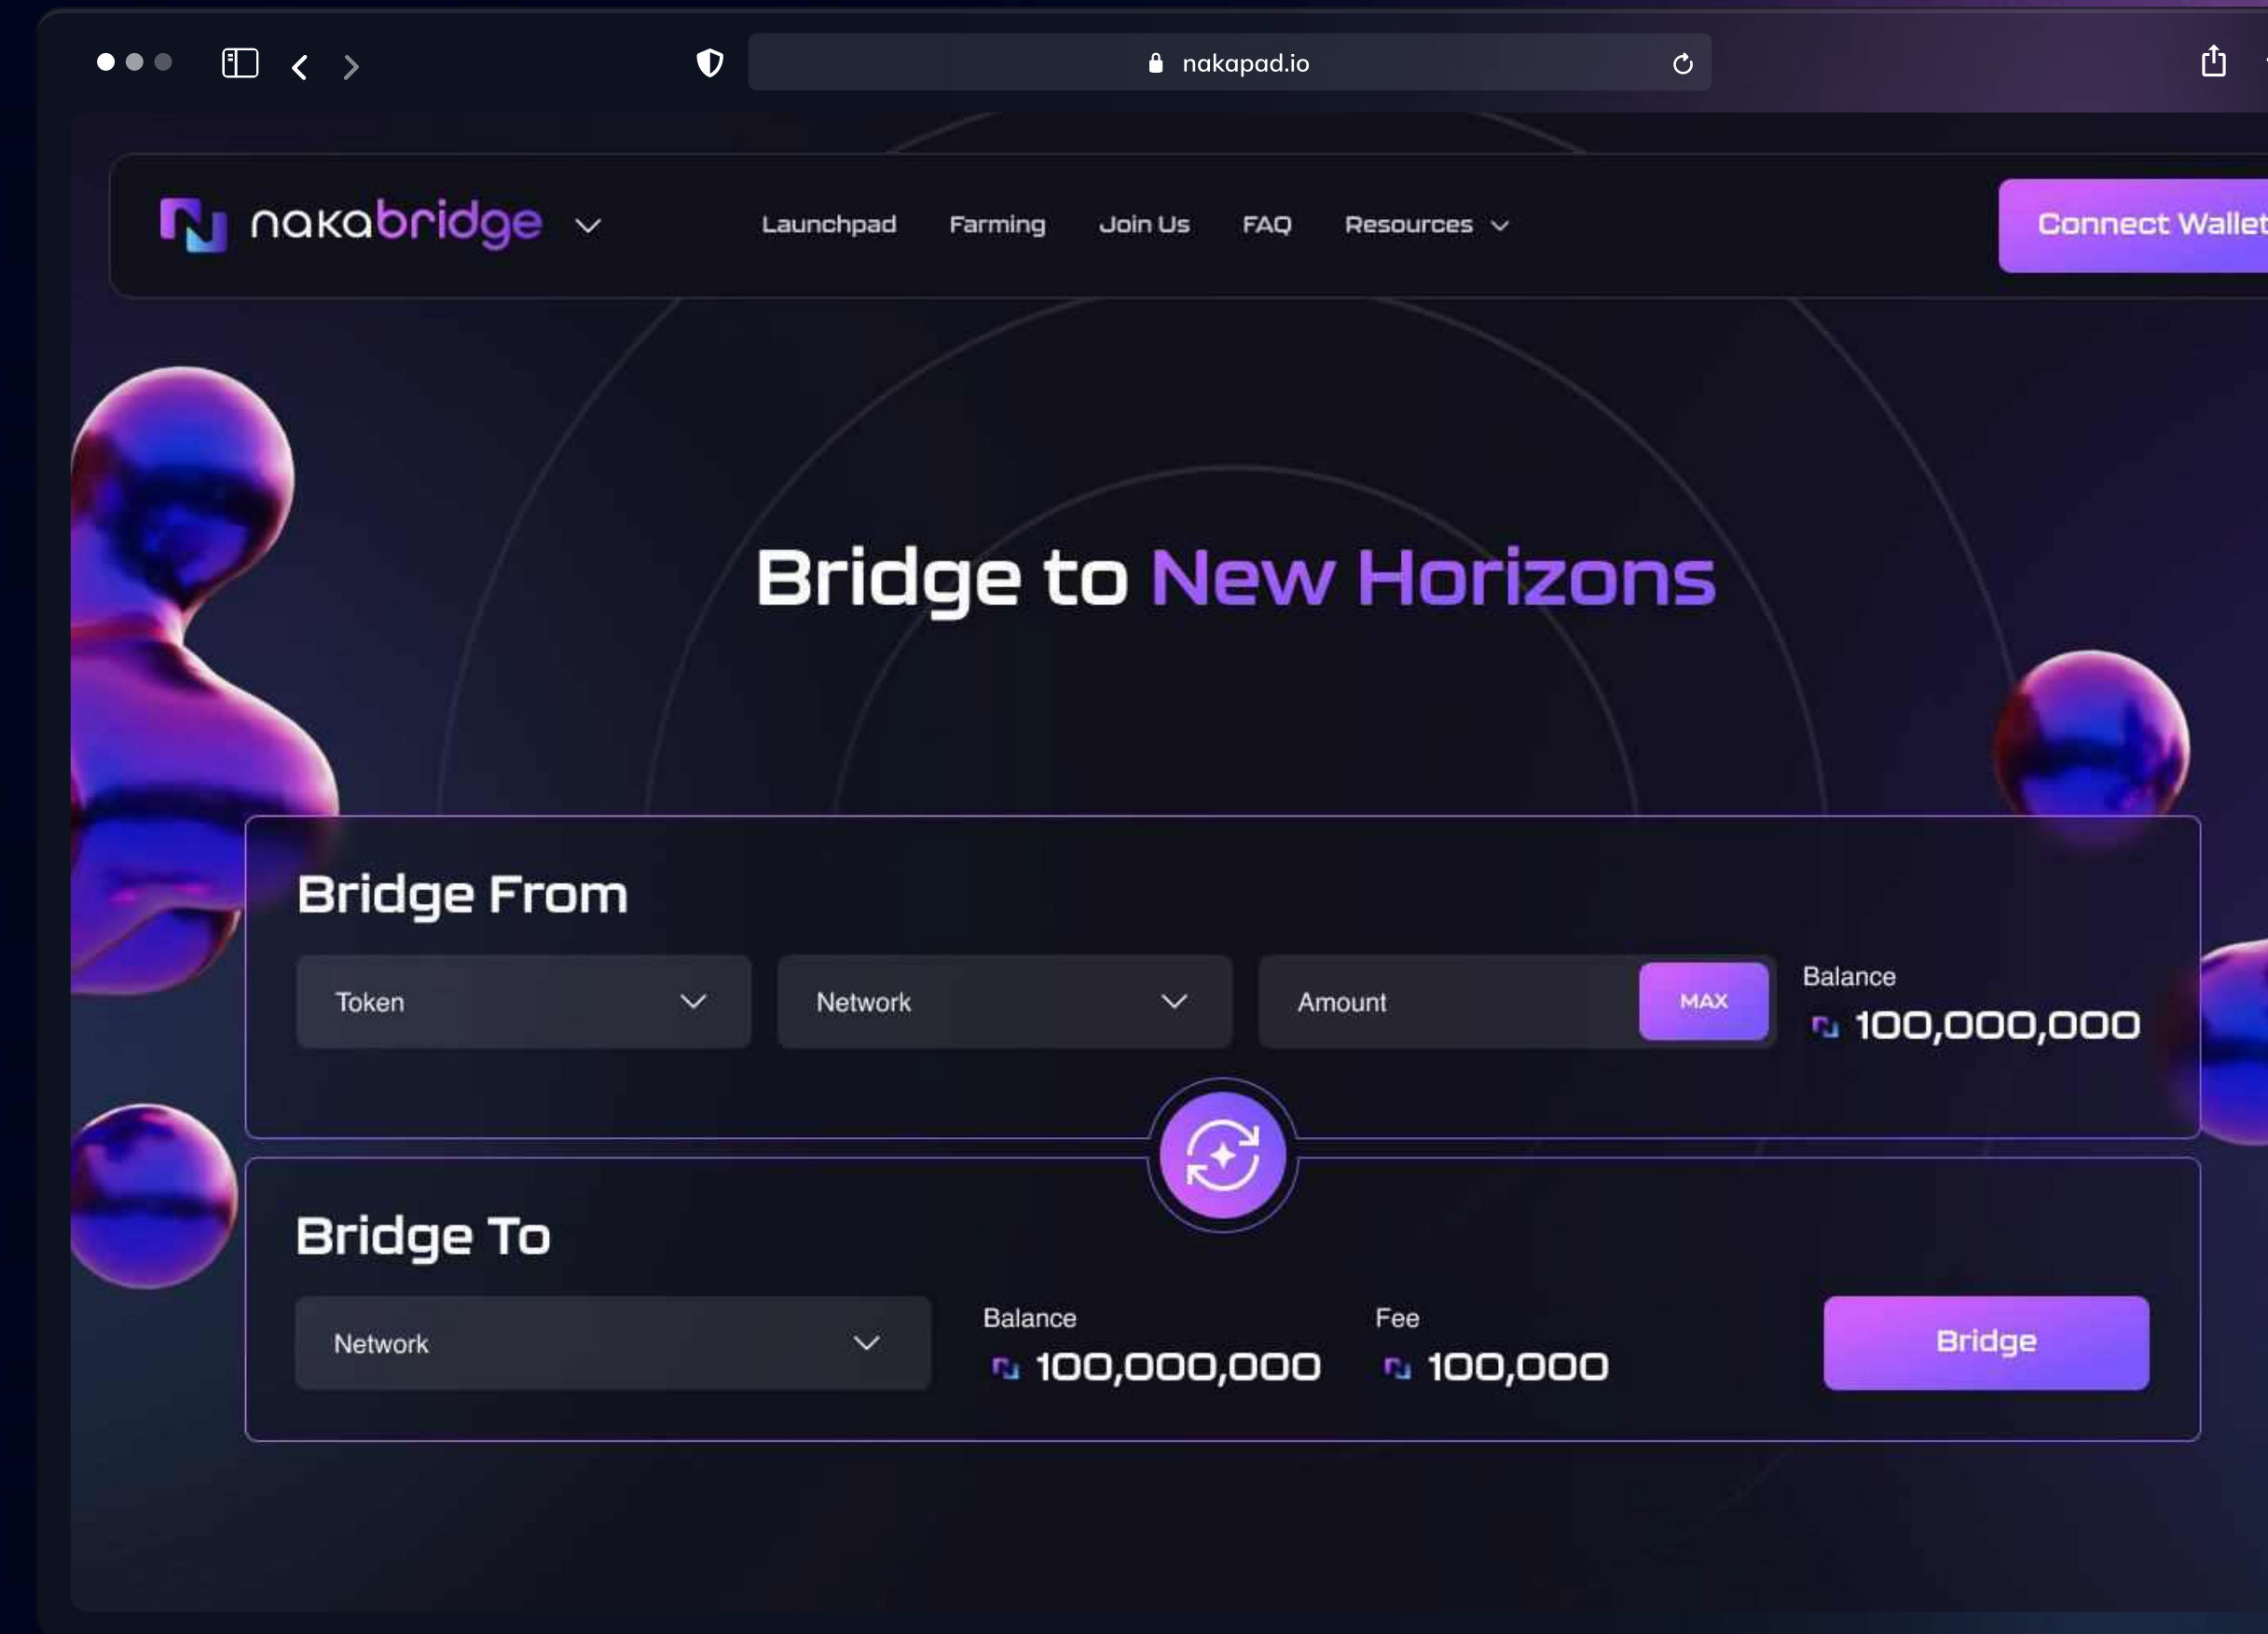 nakapad.io
nakabridge
Launchpad Farming Join Us FAQ Resources
Connect Wallet
Bridge to New Horizons
Bridge From
Token
Network
Amount
MAX
Balance
100,000,000
Bridge To
Network
Balance
100,000,000
Fee
100,000
Bridge